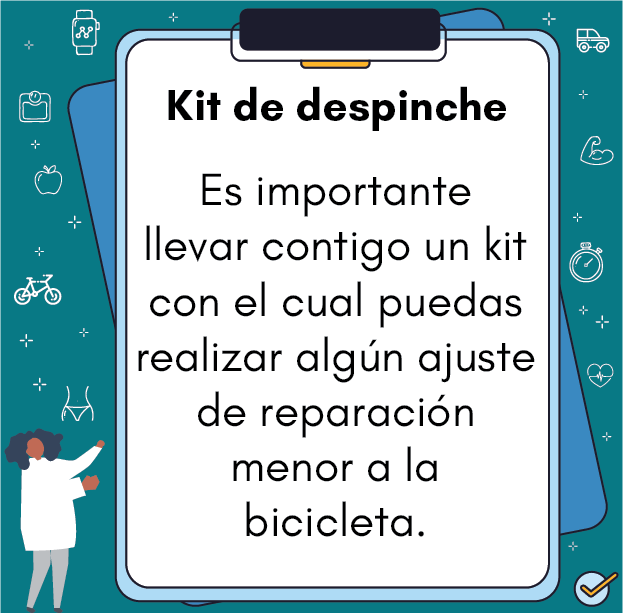 Kit de despinche
Es importante
llevar contigo un kit
con el cual puedas
realizar algún ajuste
de reparación
menor a la
bicicleta.